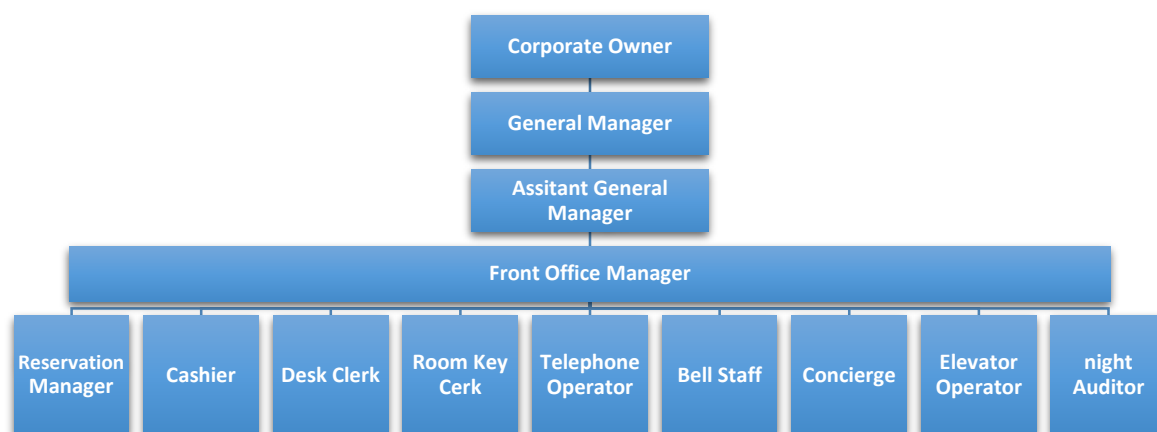 Corporate Owner
General Manager
Assitant General
Manager
Front Office Manager
Reservation
Manager
Cashier
Desk Clerk
Room Key
Cerk
Telephone
Operator
Bell Staff
Concierge
Elevator
Operator
night
Auditor